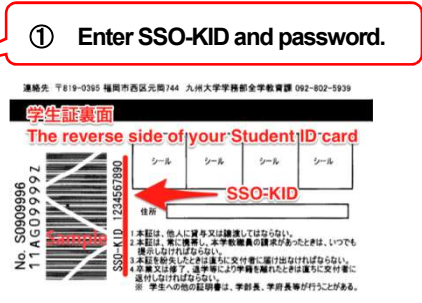 ① Enter SSO-KID and password.
連絡先 〒819-0395 福岡市西区元岡744 九州大学学務部全学教育課 092-802-5939
学生証裏面
The reverse side of your Student ID card
シール シール シール シール
SSO-KID
住所
No. S0909996
11AG09999Z
Sample
SSO-KID 1234567890
1 本証は、他人に貸与又は譲渡してはならない。
2 本証は、常に携帯し、本学教職員の請求があったときは、いつでも
提示しなければならない。
3 本証を紛失したときは直ちに交付者に届け出なければならない。
4 卒業又は修了、退学等により学籍を離れたときは直ちに交付者に
返付しなければならない。
※ 学生への他の証明書は、学部長、学府長等が行うことがある。